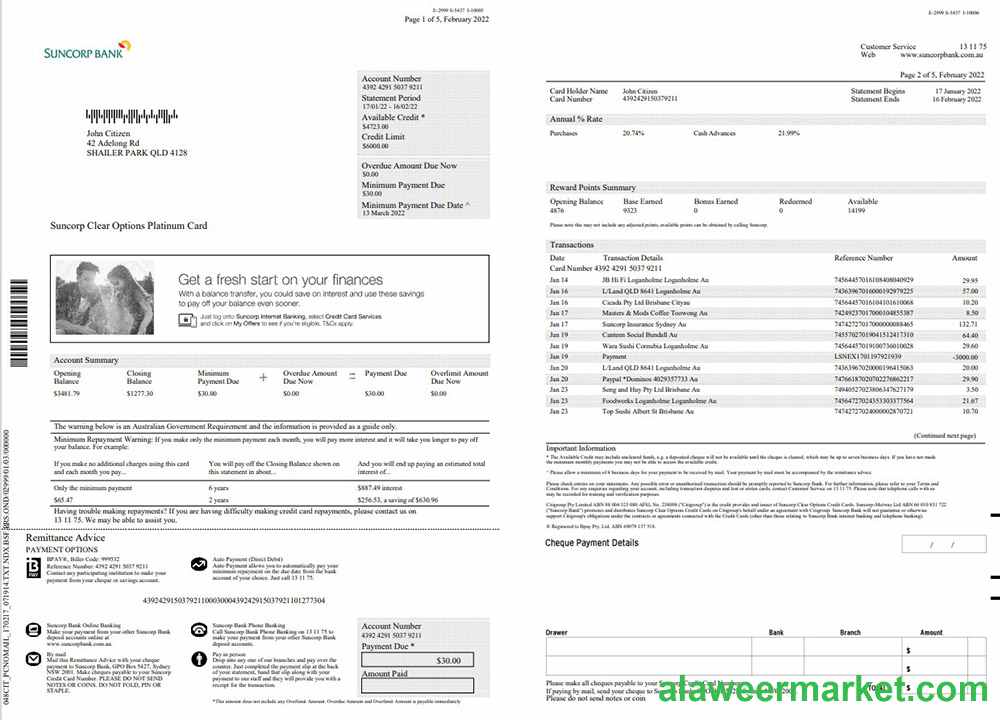 E-2999 S-5437 I-10805
Page 1 of 5, February 2022
SUNCORP BANK
John Citizen
42 Adelong Rd
SHAILER PARK QLD 4128
Account Number
4392 4291 5037 9211
Statement Period
17/01/22 - 16/02/22
Available Credit *
$4723.00
Credit Limit
$6000.00
Overdue Amount Due Now
$0.00
Minimum Payment Due
$30.00
Minimum Payment Due Date ^
13 March 2022
Suncorp Clear Options Platinum Card
Get a fresh start on your finances
With a balance transfer, you could save on interest and use these savings
to pay off your balance even sooner.
Just log onto Suncorp Internet Banking, select Credit Card Services
and click on My Offers to see if you're eligible. T&Cs apply.
Account Summary
Opening Balance Closing Balance Minimum Payment Due + Overdue Amount Due Now = Payment Due Overlimit Amount Due Now
$3481.79 $1277.30 $30.00 $0.00 $30.00 $0.00
The warning below is an Australian Government Requirement and the information is provided as a guide only.
Minimum Repayment Warning: If you make only the minimum payment each month, you will pay more interest and it will take you longer to pay off
your balance. For example:
If you make no additional charges using this card and each month you pay... You will pay off the Closing Balance shown on this statement in about... And you will end up paying an estimated total interest of...
Only the minimum payment 6 years $887.49 interest
$65.47 2 years $256.53, a saving of $630.96
Having trouble making repayments? If you are having difficulty making credit card repayments, please contact us on
13 11 75. We may be able to assist you.
Remittance Advice
PAYMENT OPTIONS
BPAY®, Biller Code: 999532
Reference Number: 4392 4291 5037 9211
Contact any participating institution to make your
payment from your cheque or savings account.
Auto Payment (Direct Debit)
Auto Payment allows you to automatically pay your
minimum repayment on the due date from the bank
account of your choice. Just call 13 11 75.
Suncorp Bank Online Banking
Make your payment from your other Suncorp Bank
deposit accounts online at
www.suncorpbank.com.au.
Suncorp Bank Phone Banking
Call Suncorp Bank Phone Banking on 13 11 75 to
make your payment from your other Suncorp Bank
deposit accounts.
By mail
Mail this Remittance Advice with your cheque
payment to Suncorp Bank, GPO Box 5427, Sydney
NSW 2001. Make cheques payable to your Suncorp
Credit Card Number. PLEASE DO NOT SEND
NOTES OR COINS. DO NOT FOLD, PIN OR
STAPLE.
Pay in person
Drop into any one of our branches and pay over the
counter. Just completed the payment slip at the back
of your statement, hand that slip along with your
payment to our staff and they will provide you with a
receipt for the transaction.
Account Number
4392 4291 5037 9211
Payment Due *
$30.00
Amount Paid
*This amount does not include any Overlimit Amount. Overdue Amount and Overlimit Amount is payable immediately
E-2999 S-5437 I-10806
Customer Service 13 11 75
Web www.suncorpbank.com.au
Page 2 of 5, February 2022
Card Holder Name John Citizen Statement Begins 17 January 2022
Card Number 4392429150379211 Statement Ends 16 February 2022
Annual % Rate
Purchases 20.74% Cash Advances 21.99%
Reward Points Summary
Opening Balance Base Earned Bonus Earned Redeemed Available
4876 9323 0 0 14199
Please note this may not include any adjusted points, available points can be obtained by calling Suncorp.
Transactions
Date Transaction Details Reference Number Amount
Card Number 4392 4291 5037 9211
Jan 14 JB Hi Fi Loganholme Loganholme Au 74564457016108408040929 29.95
Jan 16 L/Land QLD 8641 Loganholme Au 74363967016000192979225 57.00
Jan 16 Cicada Pty Ltd Brisbane Cityau 74564457016104101610068 10.20
Jan 17 Masters & Mods Coffee Toowong Au 74249237017000104855387 8.50
Jan 17 Suncorp Insurance Sydney Au 74742727017000000088465 132.71
Jan 19 Canteen Social Bundall Au 74557027019041512417310 64.40
Jan 19 Wara Sushi Cornubia Loganholme Au 74564457019100736010028 29.60
Jan 19 Payment LSNEX1701197921939 -3000.00
Jan 20 L/Land QLD 8641 Loganholme Au 74363967020000196415063 20.00
Jan 20 Paypal *Dominos 4029357733 Au 74766187020702276862217 29.90
Jan 23 Song and Huy Pty Ltd Brisbane Au 74940527023806347627179 3.50
Jan 23 Foodworks Loganholme Loganholme Au 74564727024353303377564 21.67
Jan 23 Top Sushi Albert St Brisbane Au 74742727024000002870721 10.70
(Continued next page)
Important Information
® Registered to Bpay Pty, Ltd. ABN 69079 137 518.
Cheque Payment Details
/ /
Drawer Bank Branch Amount
$
$
TOTAL $
Please make all cheques payable to your
If paying by mail, send your cheque to
Please do not send notes or coin
alaweermarket.com